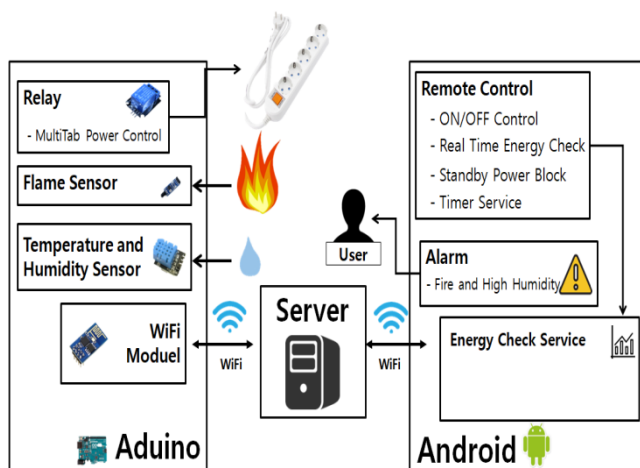 Relay
- MultiTab Power Control
Flame Sensor
Temperature and
Humidity Sensor
WiFi
Moduel
Aduino
WiFi
Server
WiFi
User
Remote Control
- ON/OFF Control
- Real Time Energy Check
- Standby Power Block
- Timer Service
Alarm
- Fire and High Humidity
Energy Check Service
Android